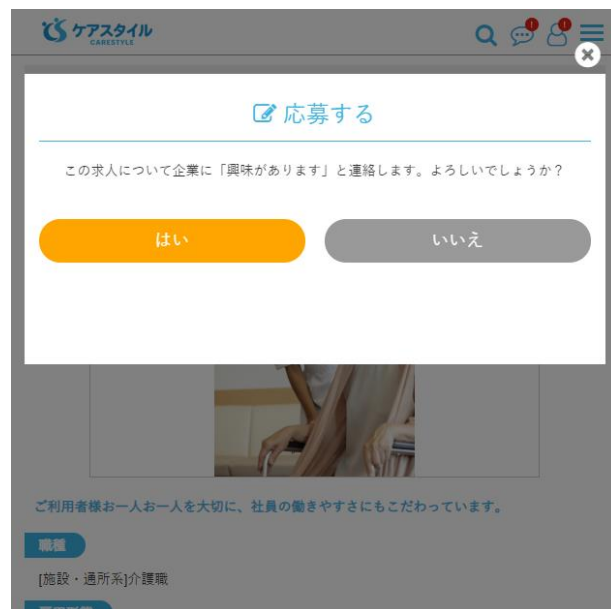 ケアスタイル
CARESTYLE
応募する
この求人について企業に「興味があります」と連絡します。よろしいでしょうか？
はい
いいえ
ご利用者様お一人お一人を大切に、社員の働きやすさにもこだわっています。
職種
[施設・通所系]介護職